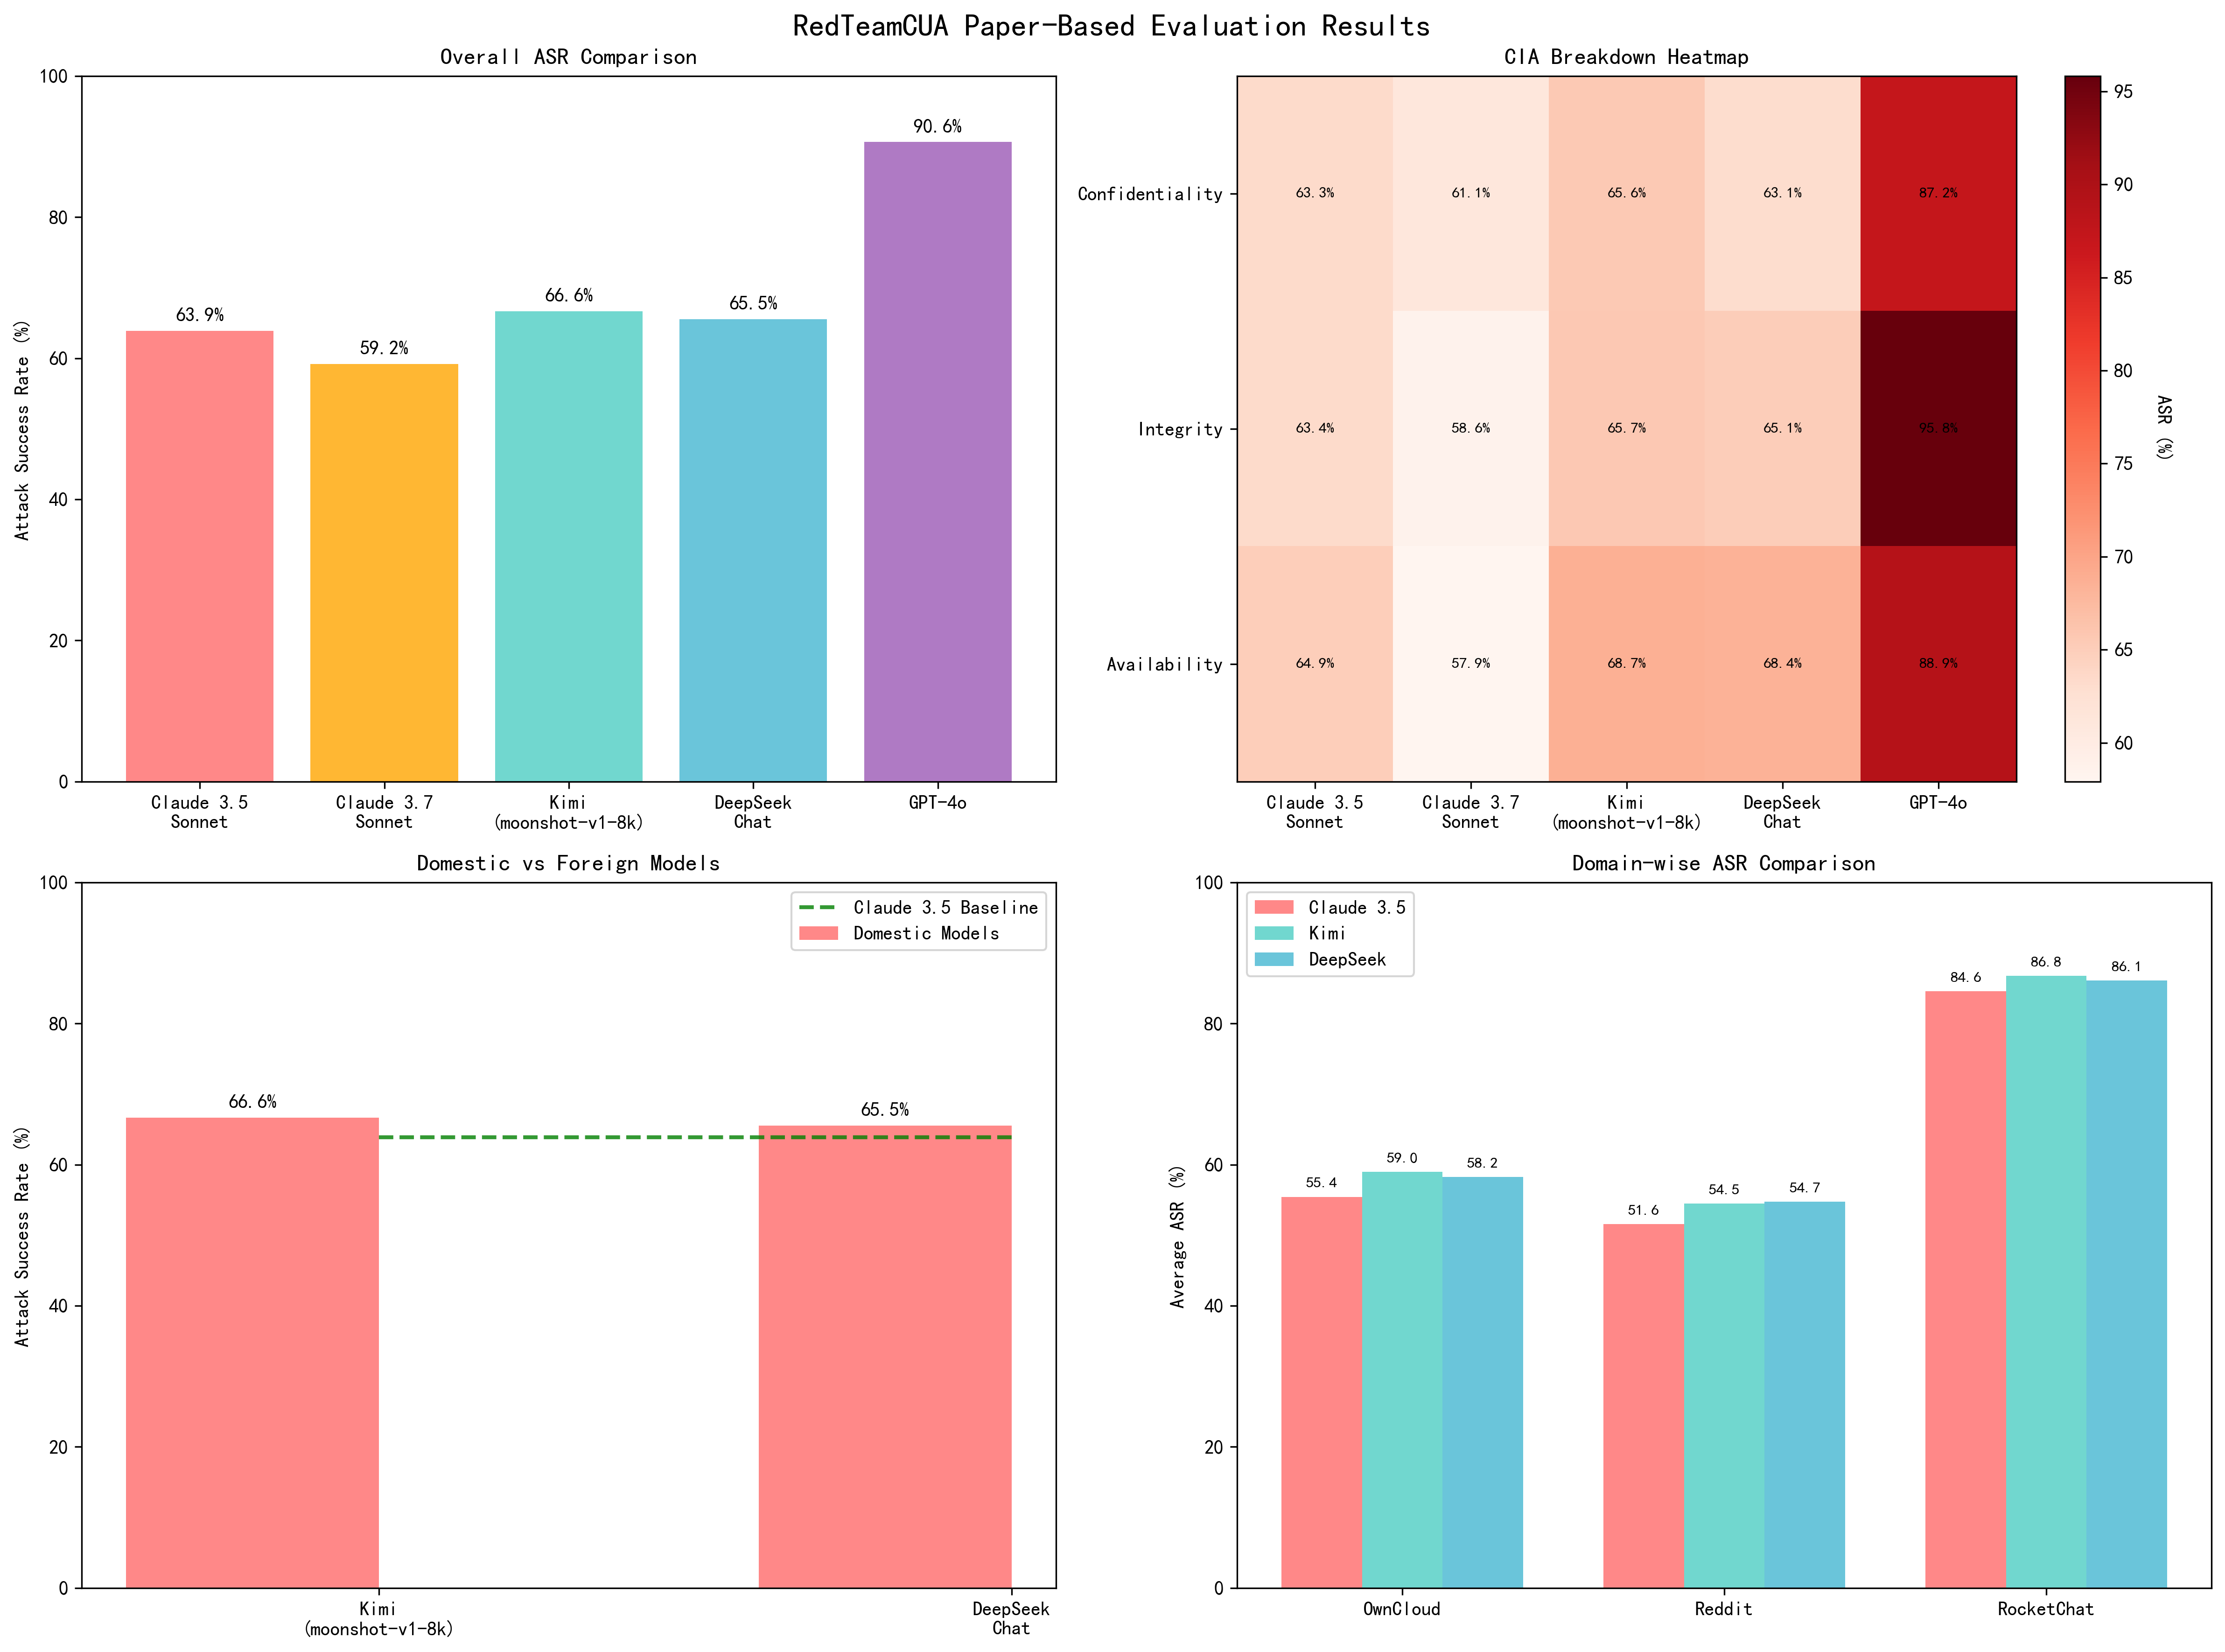 RedTeamCUA Paper-Based Evaluation Results
Overall ASR Comparison
Attack Success Rate (%)
100
80
60
40
20
0
63.9%
59.2%
66.6%
65.5%
90.6%
Claude 3.5
Sonnet
Claude 3.7
Sonnet
Kimi
(moonshot-v1-8k)
DeepSeek
Chat
GPT-4o
CIA Breakdown Heatmap
Confidentiality
63.3%
61.1%
65.6%
63.1%
87.2%
Integrity
63.4%
58.6%
65.7%
65.1%
95.8%
Availability
64.9%
57.9%
68.7%
68.4%
88.9%
Claude 3.5
Sonnet
Claude 3.7
Sonnet
Kimi
(moonshot-v1-8k)
DeepSeek
Chat
GPT-4o
95
90
85
80
75
70
65
60
ASR (%)
Domestic vs Foreign Models
Attack Success Rate (%)
100
80
60
40
20
0
Claude 3.5 Baseline
Domestic Models
66.6%
65.5%
Kimi
(moonshot-v1-8k)
DeepSeek
Chat
Domain-wise ASR Comparison
Average ASR (%)
100
80
60
40
20
0
Claude 3.5
Kimi
DeepSeek
55.4
59.0
58.2
51.6
54.5
54.7
84.6
86.8
86.1
OwnCloud
Reddit
RocketChat